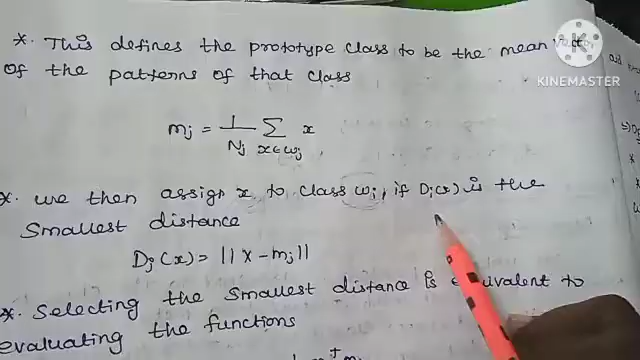 *. This defines the prototype class to be the mean vector
of the patterns of that class
mj = 1/Nj Σ x∈ωj x
*. we then assign x to class ωi, if Di(x) is the
smallest distance
Dj(x) = ||x - mj||
*. Selecting the smallest distance is equivalent to
evaluating the functions
KINEMASTER